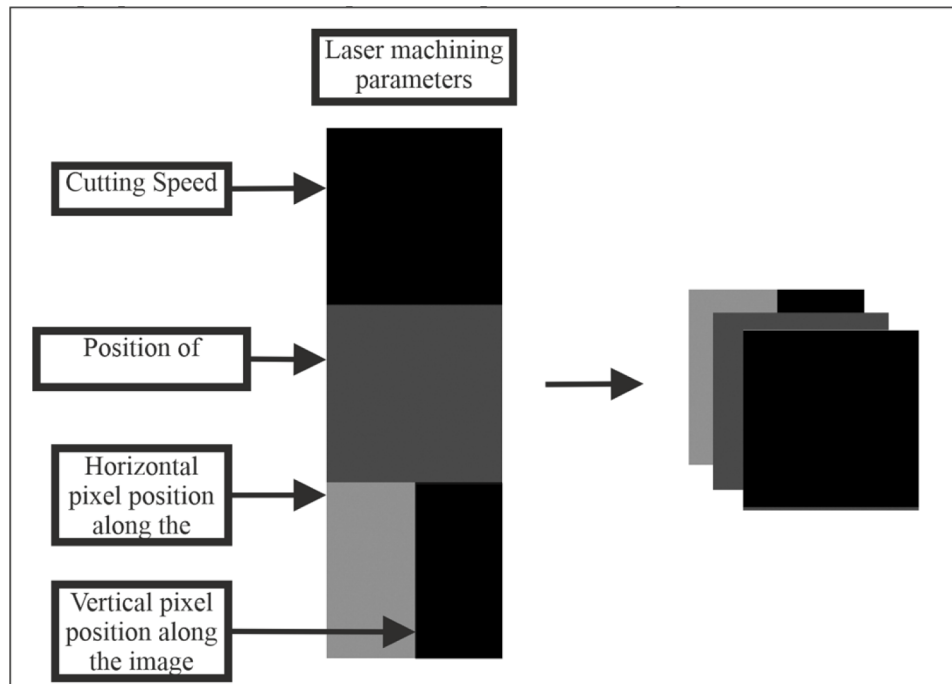 Laser machining
parameters
Cutting Speed
Position of
Horizontal
pixel position
along the
Vertical pixel
position along
the image